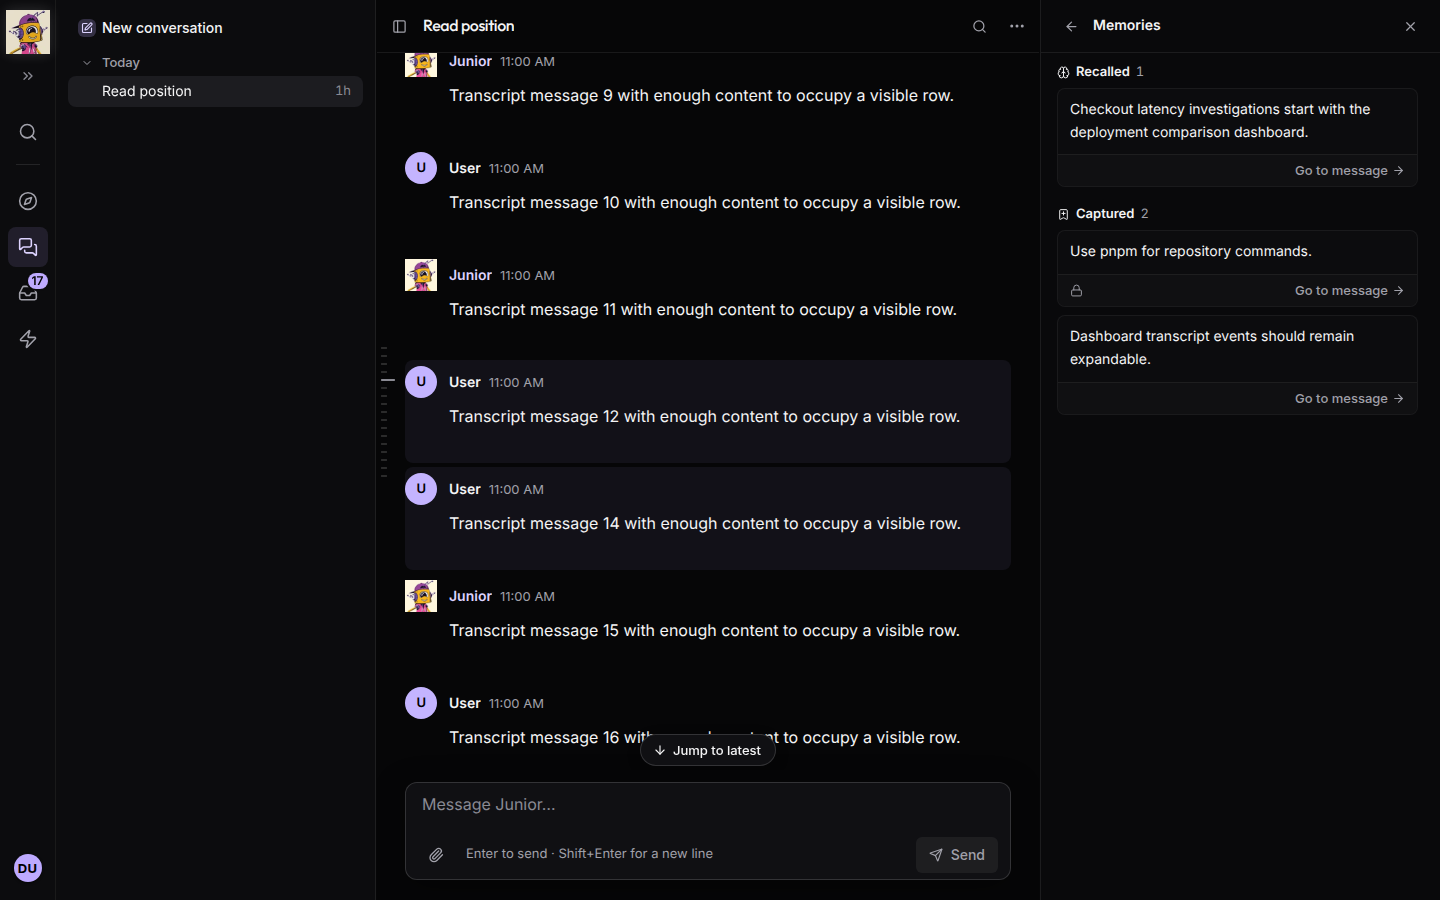 New conversation
Today
Read position 1h
17
DU
Read position
Junior 11:00 AM
Transcript message 9 with enough content to occupy a visible row.
U User 11:00 AM
Transcript message 10 with enough content to occupy a visible row.
Junior 11:00 AM
Transcript message 11 with enough content to occupy a visible row.
U User 11:00 AM
Transcript message 12 with enough content to occupy a visible row.
U User 11:00 AM
Transcript message 14 with enough content to occupy a visible row.
Junior 11:00 AM
Transcript message 15 with enough content to occupy a visible row.
U User 11:00 AM
Transcript message 16 to occupy a visible row.
Jump to latest
Message Junior...
Enter to send · Shift+Enter for a new line
Send
Memories
Recalled 1
Checkout latency investigations start with the
deployment comparison dashboard.
Go to message
Captured 2
Use pnpm for repository commands.
Go to message
Dashboard transcript events should remain
expandable.
Go to message